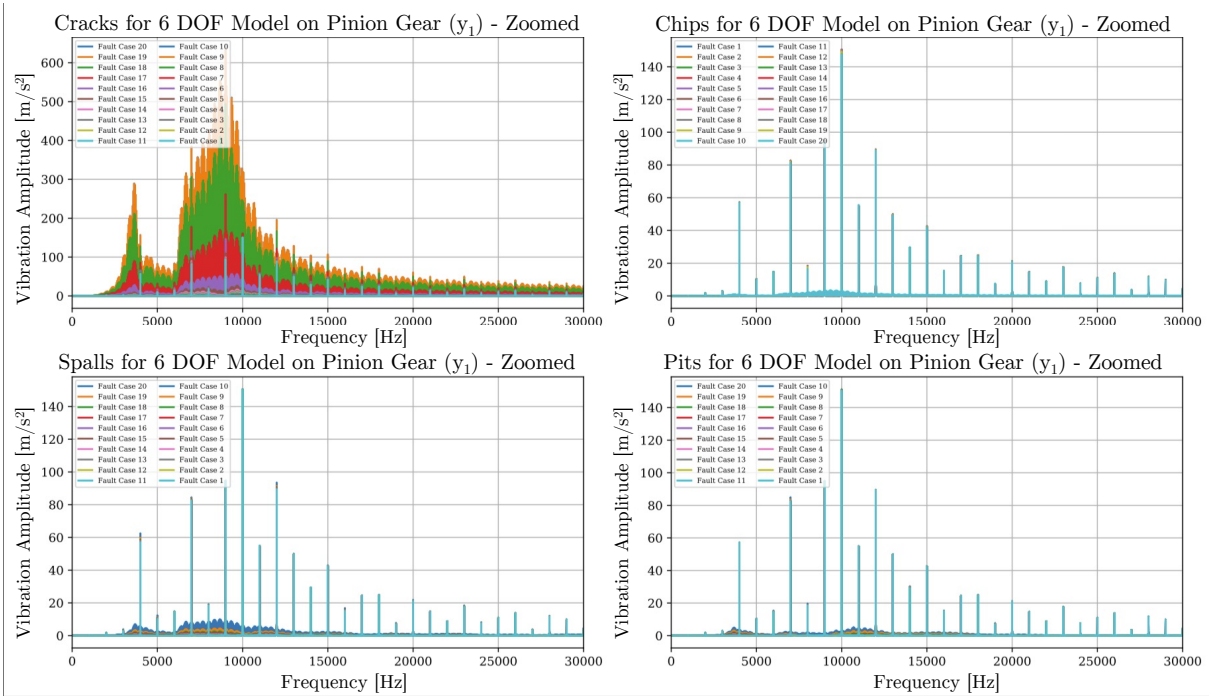 Cracks for 6 DOF Model on Pinion Gear (y₁) - Zoomed
Vibration Amplitude [m/s²]
600
500
400
300
200
100
0
Fault Case 20 Fault Case 10
Fault Case 19 Fault Case 9
Fault Case 18 Fault Case 8
Fault Case 17 Fault Case 7
Fault Case 16 Fault Case 6
Fault Case 15 Fault Case 5
Fault Case 14 Fault Case 4
Fault Case 13 Fault Case 3
Fault Case 12 Fault Case 2
Fault Case 11 Fault Case 1
0 5000 10000 15000 20000 25000 30000
Frequency [Hz]
Chips for 6 DOF Model on Pinion Gear (y₁) - Zoomed
Vibration Amplitude [m/s²]
140
120
100
80
60
40
20
0
Fault Case 1 Fault Case 11
Fault Case 2 Fault Case 12
Fault Case 3 Fault Case 13
Fault Case 4 Fault Case 14
Fault Case 5 Fault Case 15
Fault Case 6 Fault Case 16
Fault Case 7 Fault Case 17
Fault Case 8 Fault Case 18
Fault Case 9 Fault Case 19
Fault Case 10 Fault Case 20
0 5000 10000 15000 20000 25000 30000
Frequency [Hz]
Spalls for 6 DOF Model on Pinion Gear (y₁) - Zoomed
Vibration Amplitude [m/s²]
140
120
100
80
60
40
20
0
Fault Case 20 Fault Case 10
Fault Case 19 Fault Case 9
Fault Case 18 Fault Case 8
Fault Case 17 Fault Case 7
Fault Case 16 Fault Case 6
Fault Case 15 Fault Case 5
Fault Case 14 Fault Case 4
Fault Case 13 Fault Case 3
Fault Case 12 Fault Case 2
Fault Case 11 Fault Case 1
0 5000 10000 15000 20000 25000 30000
Frequency [Hz]
Pits for 6 DOF Model on Pinion Gear (y₁) - Zoomed
Vibration Amplitude [m/s²]
140
120
100
80
60
40
20
0
Fault Case 20 Fault Case 10
Fault Case 19 Fault Case 9
Fault Case 18 Fault Case 8
Fault Case 17 Fault Case 7
Fault Case 16 Fault Case 6
Fault Case 15 Fault Case 5
Fault Case 14 Fault Case 4
Fault Case 13 Fault Case 3
Fault Case 12 Fault Case 2
Fault Case 11 Fault Case 1
0 5000 10000 15000 20000 25000 30000
Frequency [Hz]